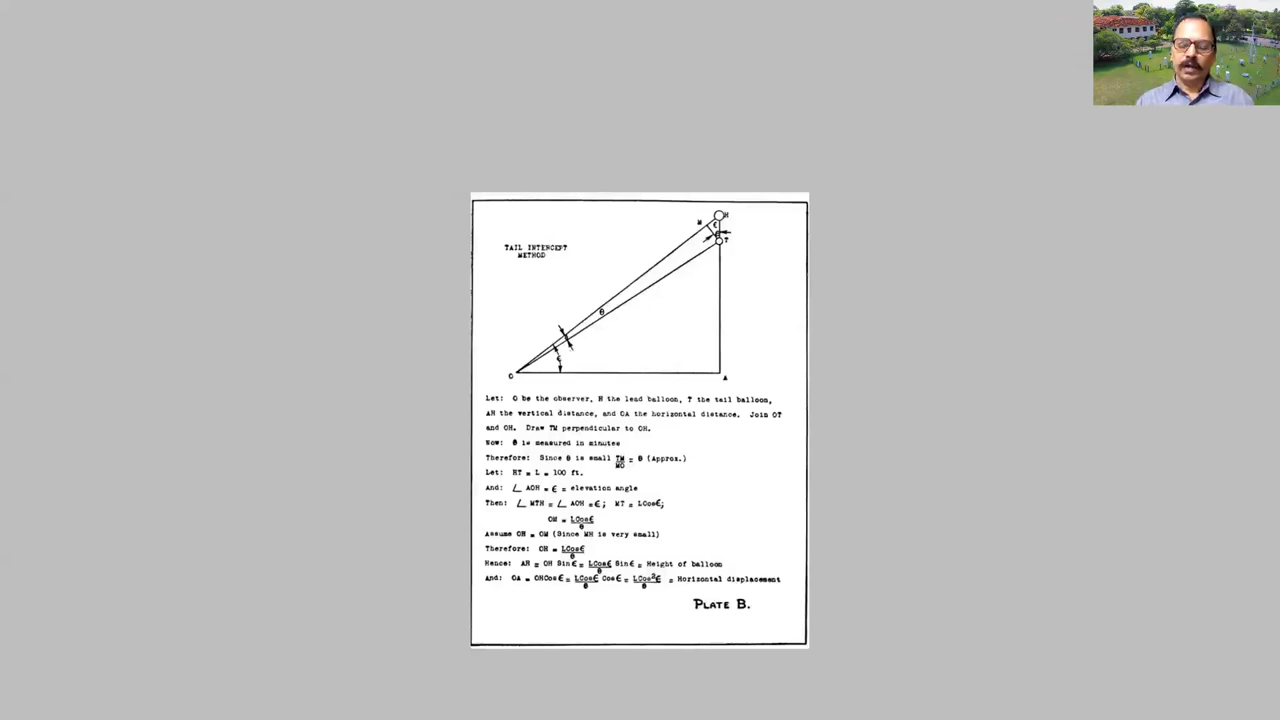 TAIL INTERCEPT
METHOD
M
H
ϵ
θ
T
θ
ϵ
O
A
Let: O be the observer, H the lead balloon, T the tail balloon,
AH the vertical distance, and OA the horizontal distance. Join OT
and OH. Draw TM perpendicular to OH.
Now: θ is measured in minutes
Therefore: Since θ is small TM/MO = θ (Approx.)
Let: HT = L = 100 ft.
And: ∠ AOH = ϵ = elevation angle
Then: ∠ MTH = ∠ AOH = ϵ; MT = LCosϵ;
OM = LCosϵ/θ
Assume OH = OM (Since MH is very small)
Therefore: OH = LCosϵ/θ
Hence: AH = OH Sinϵ = LCosϵ/θ Sinϵ = Height of balloon
And: OA = OHCosϵ = LCosϵ/θ Cosϵ = LCos²ϵ/θ = Horizontal displacement
PLATE B.